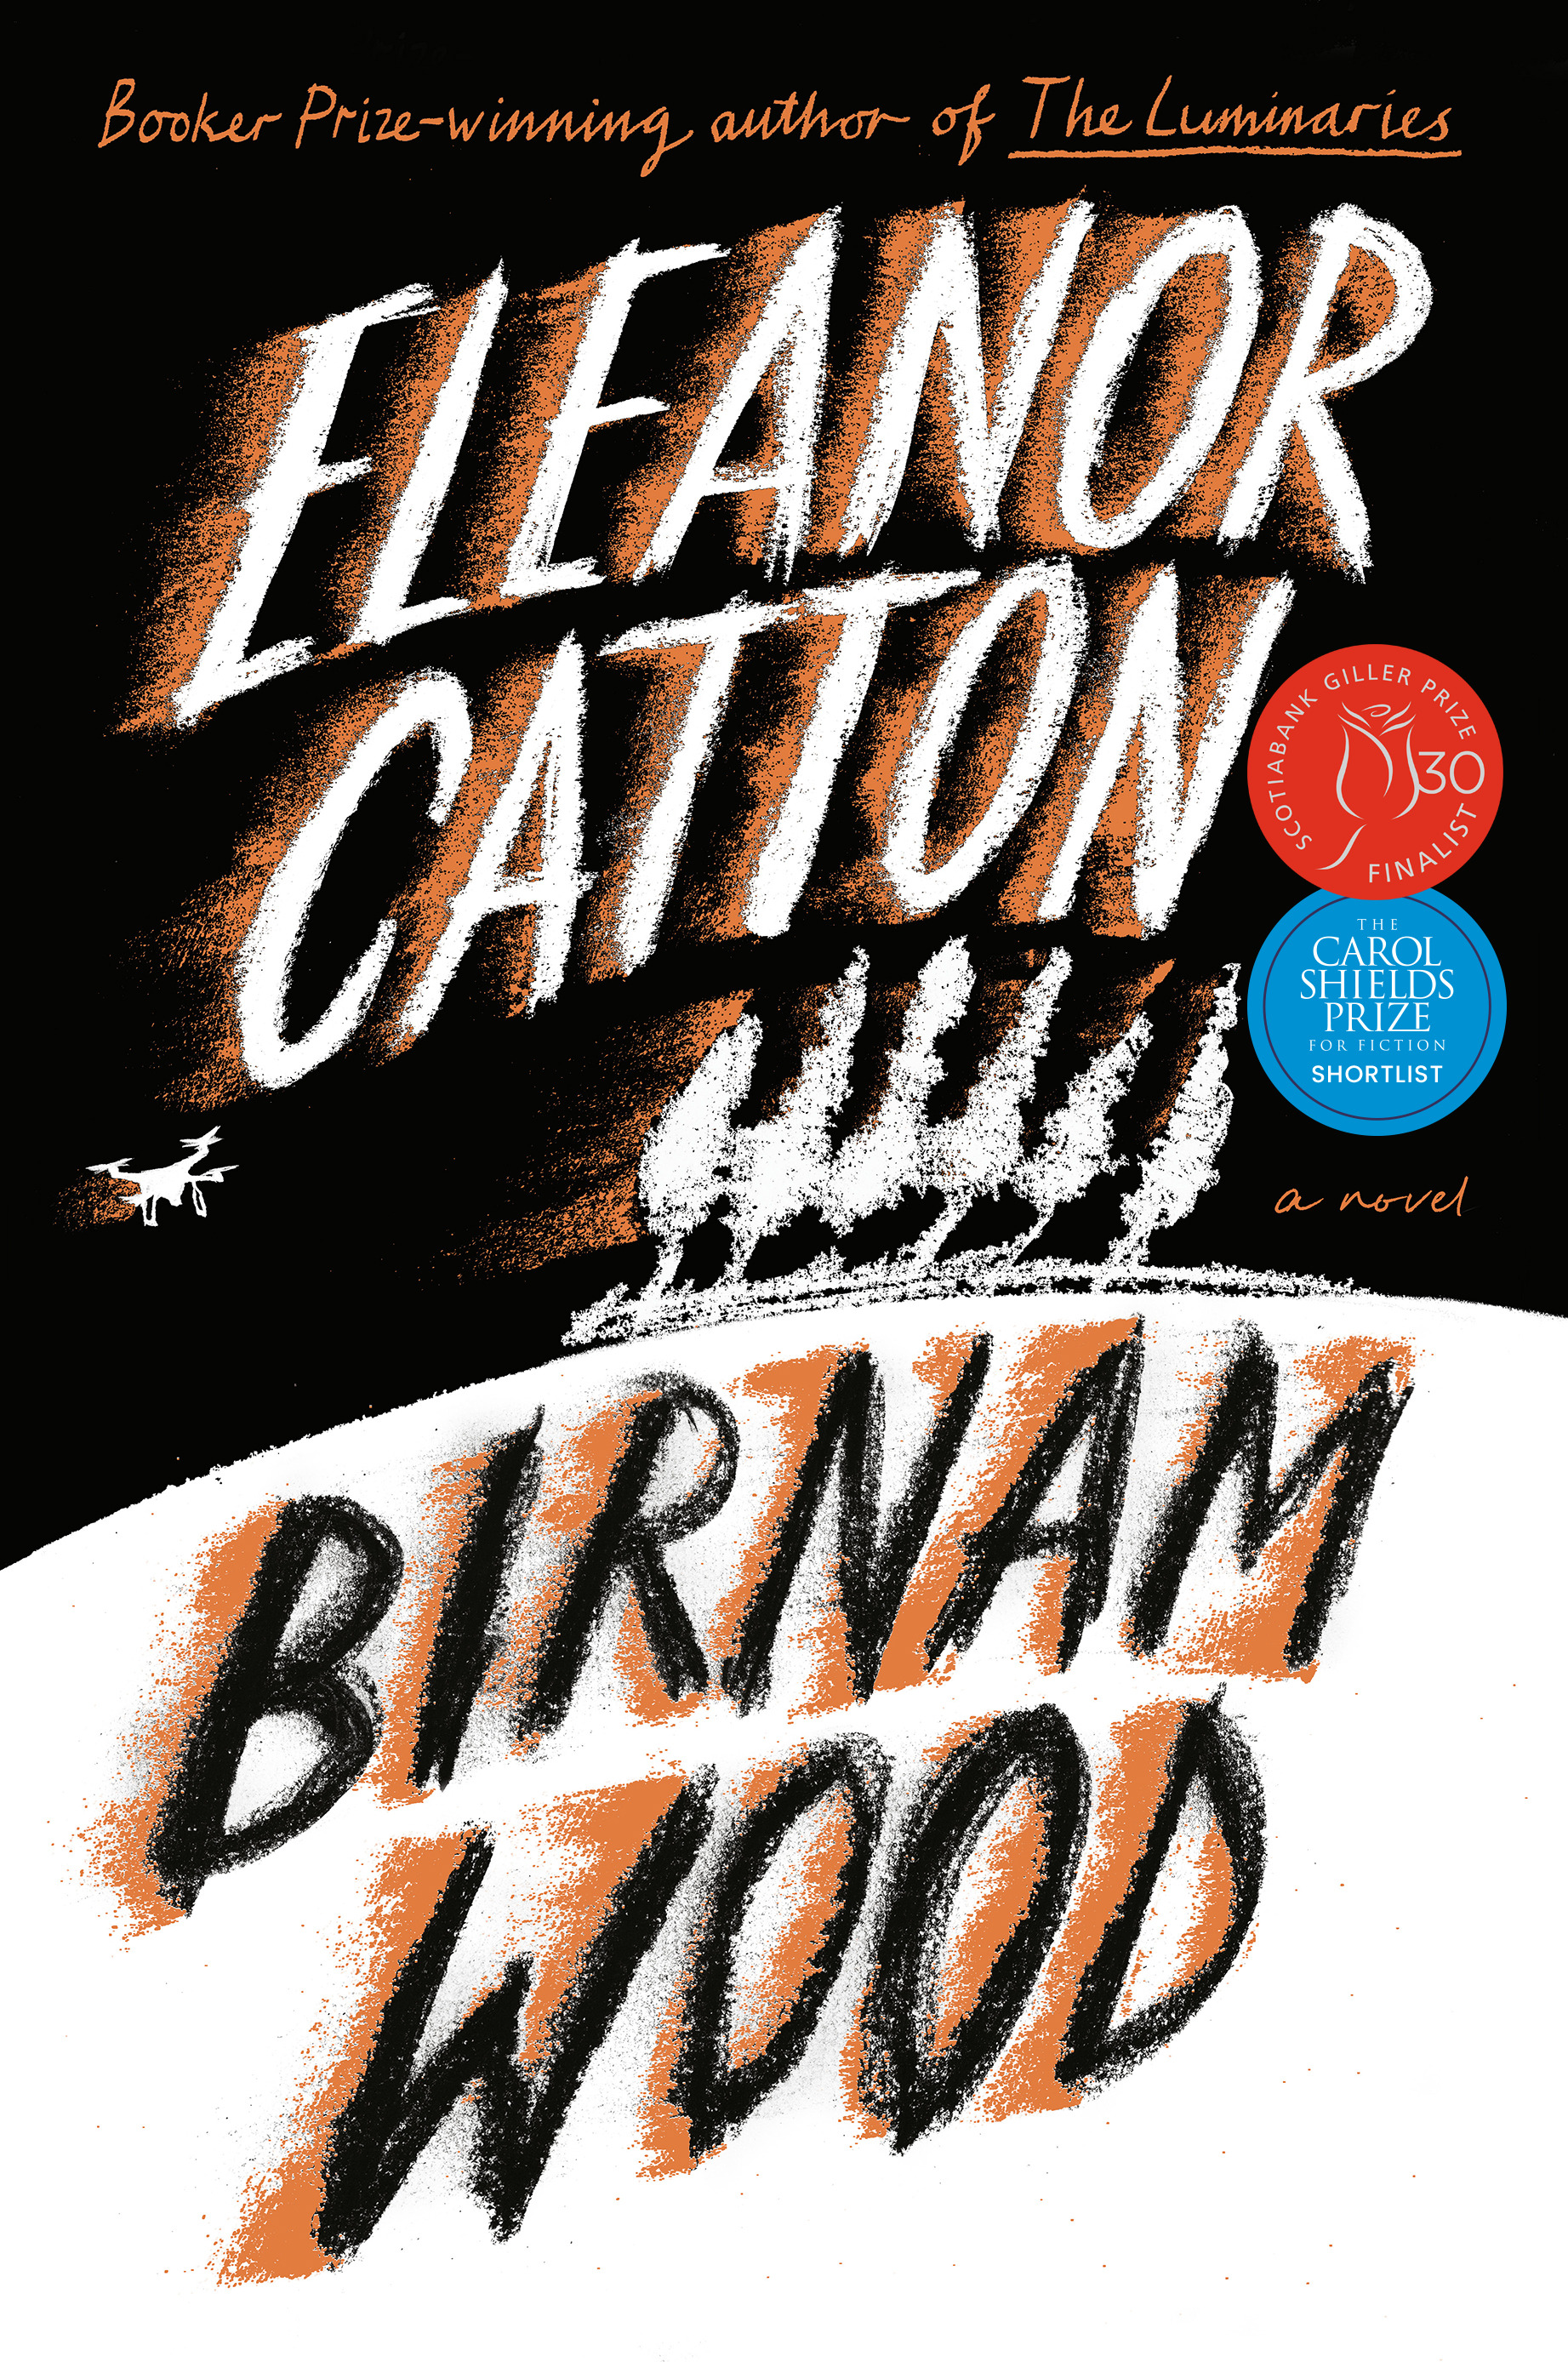 Booker Prize-winning author of The Luminaries
ELEANOR
CATTON
SCOTIABANK GILLER PRIZE
30
FINALIST
THE
CAROL
SHIELDS
PRIZE
FOR FICTION
SHORTLIST
a novel
BIRNAM
WOOD